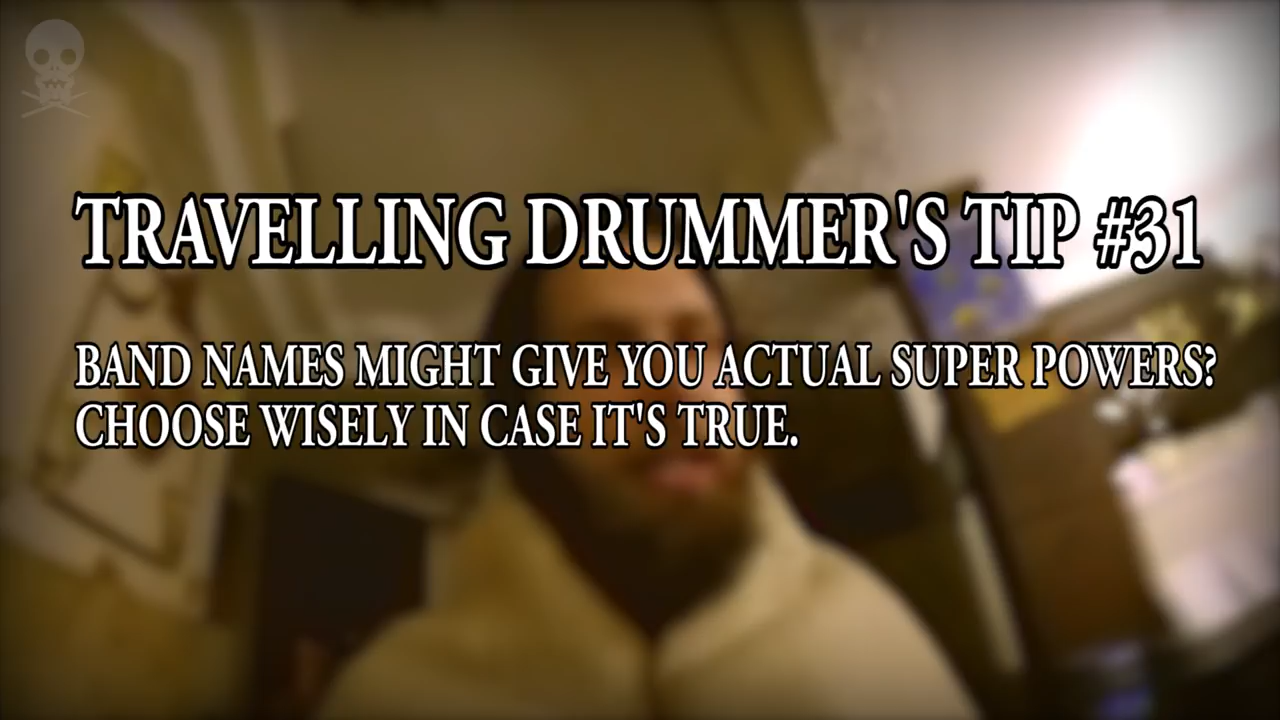 TRAVELLING DRUMMER'S TIP #31
BAND NAMES MIGHT GIVE YOU ACTUAL SUPER POWERS?
CHOOSE WISELY IN CASE IT'S TRUE.